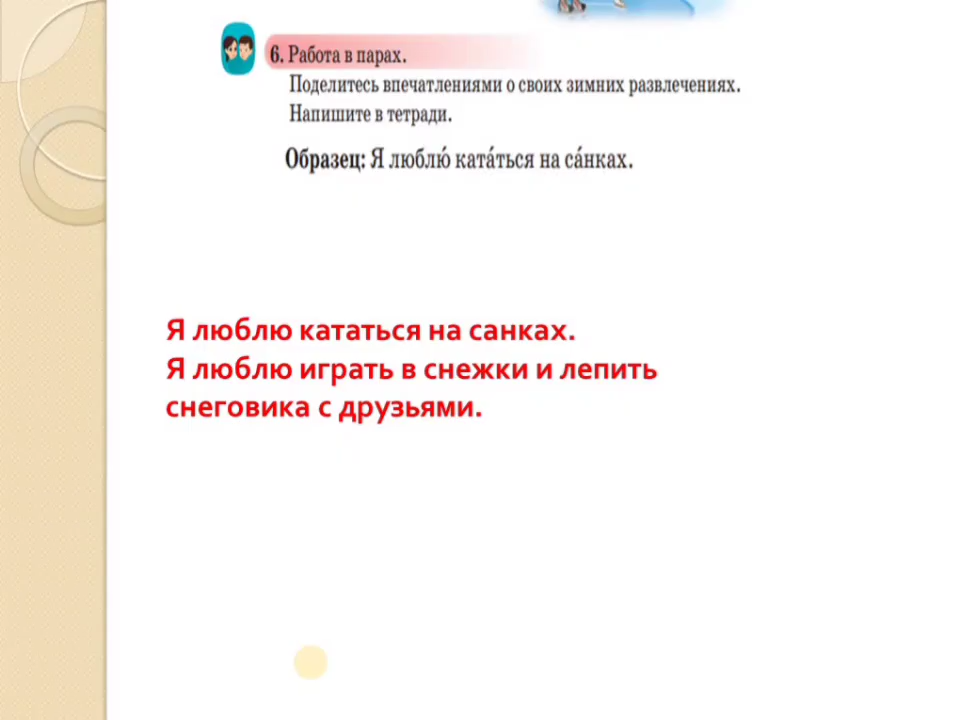 6. Работа в парах.
Поделитесь впечатлениями о своих зимних развлечениях.
Напишите в тетради.
Образец: Я люблю́ ката́ться на са́нках.
Я люблю кататься на санках.
Я люблю играть в снежки и лепить
снеговика с друзьями.